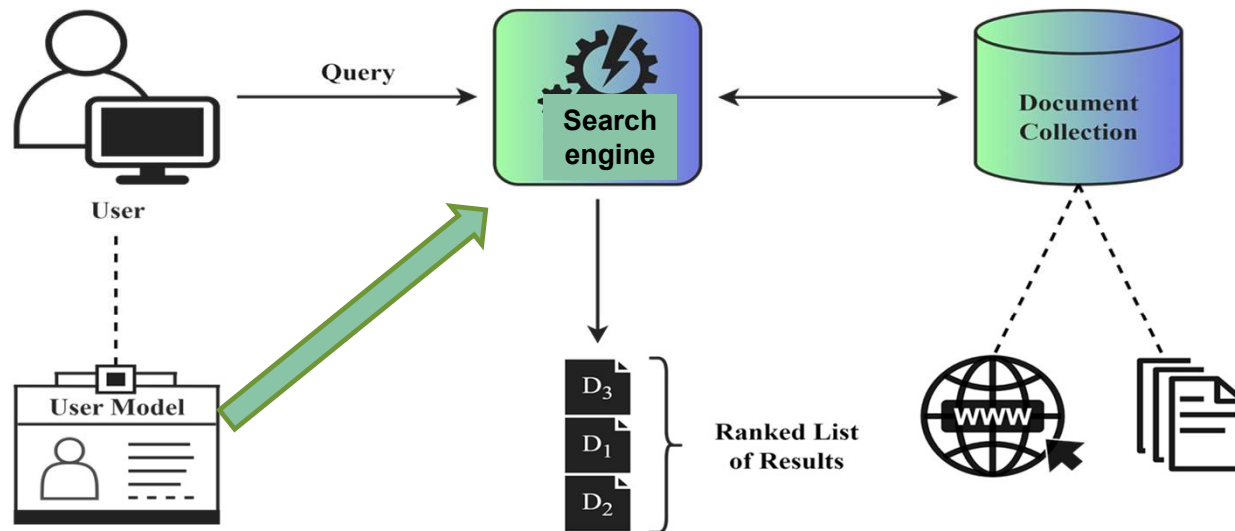 Query
Search
engine
Document
Collection
User
User Model
D₃
D₁
D₂
Ranked List
of Results
WWW